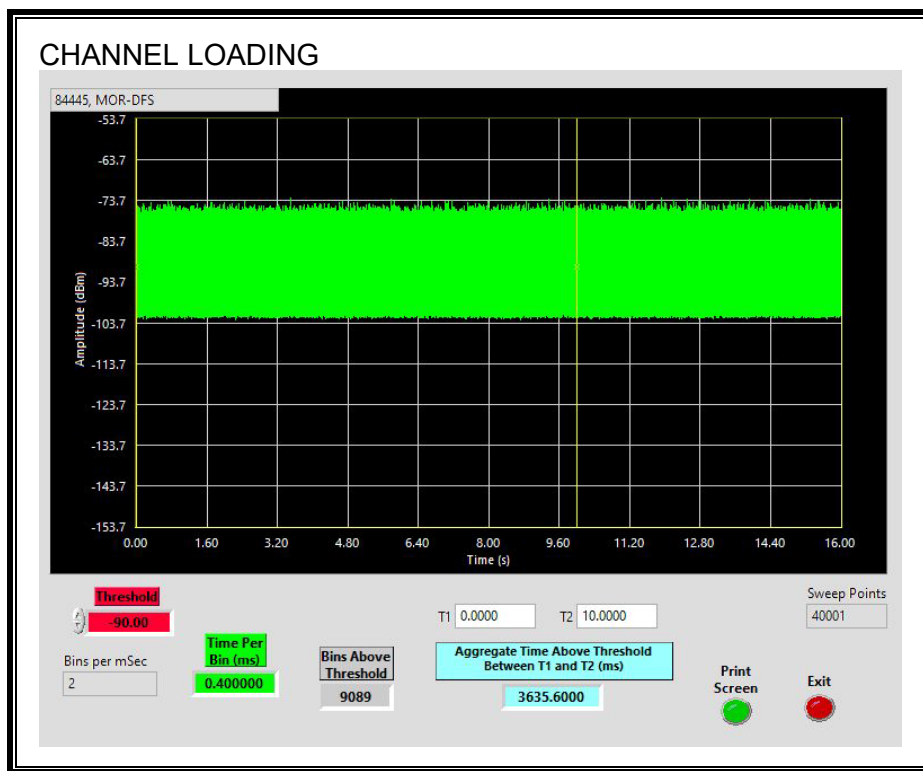 CHANNEL LOADING
84445, MOR-DFS
-53.7
-63.7
-73.7
-83.7
-93.7
-103.7
-113.7
-123.7
-133.7
-143.7
-153.7
Amplitude (dBm)
0.00 1.60 3.20 4.80 6.40 8.00 9.60 11.20 12.80 14.40 16.00
Time (s)
Threshold
-90.00
T1 0.0000 T2 10.0000
Sweep Points
40001
Bins per mSec
2
Time Per
Bin (ms)
0.400000
Bins Above
Threshold
9089
Aggregate Time Above Threshold
Between T1 and T2 (ms)
3635.6000
Print
Screen
Exit